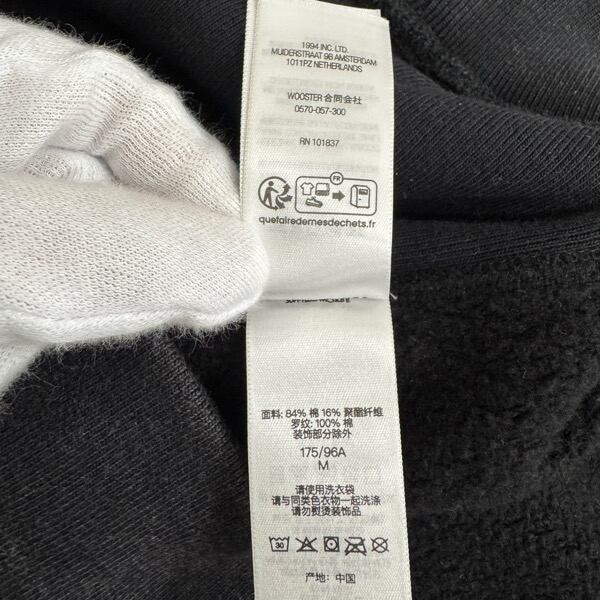 1994 INC. LTD.
MUIDERSTRAAT 9B AMSTERDAM
1011PZ NETHERLANDS
WOOSTER 合同会社
0570-057-300
RN 101837
FR
quefairedemesdechets.fr
面料: 84% 棉 16% 聚酯纤维
罗纹: 100% 棉
装饰部分除外
175/96A
M
请使用洗衣袋
请与同类色衣物一起洗涤
请勿熨烫装饰品
30
产地: 中国